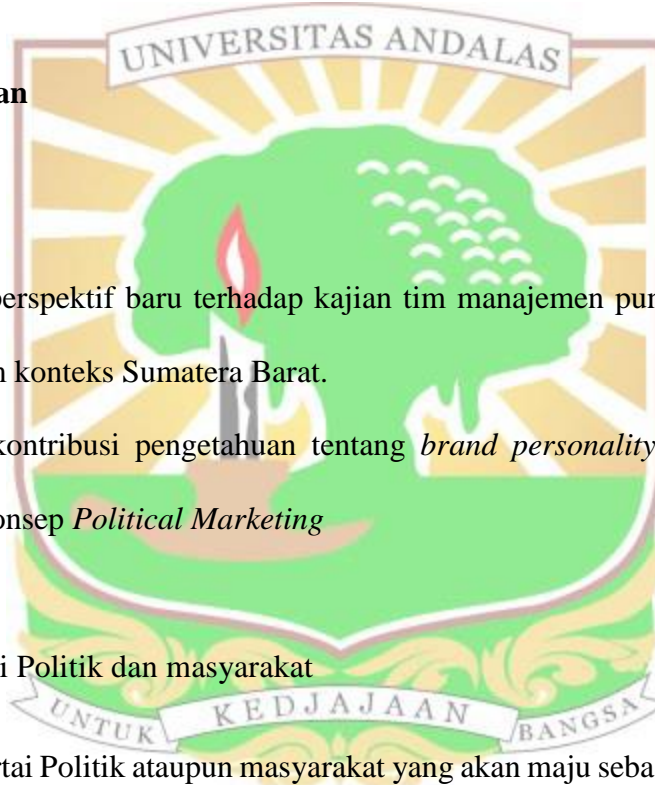 UNIVERSITAS ANDALAS
an
perspektif baru terhadap kajian tim manajemen pur
n konteks Sumatera Barat.
kontribusi pengetahuan tentang brand personality
onsep Political Marketing
i Politik dan masyarakat
UNTUK KEDJAJAAN BANGSA
rtai Politik ataupun masyarakat yang akan maju seba